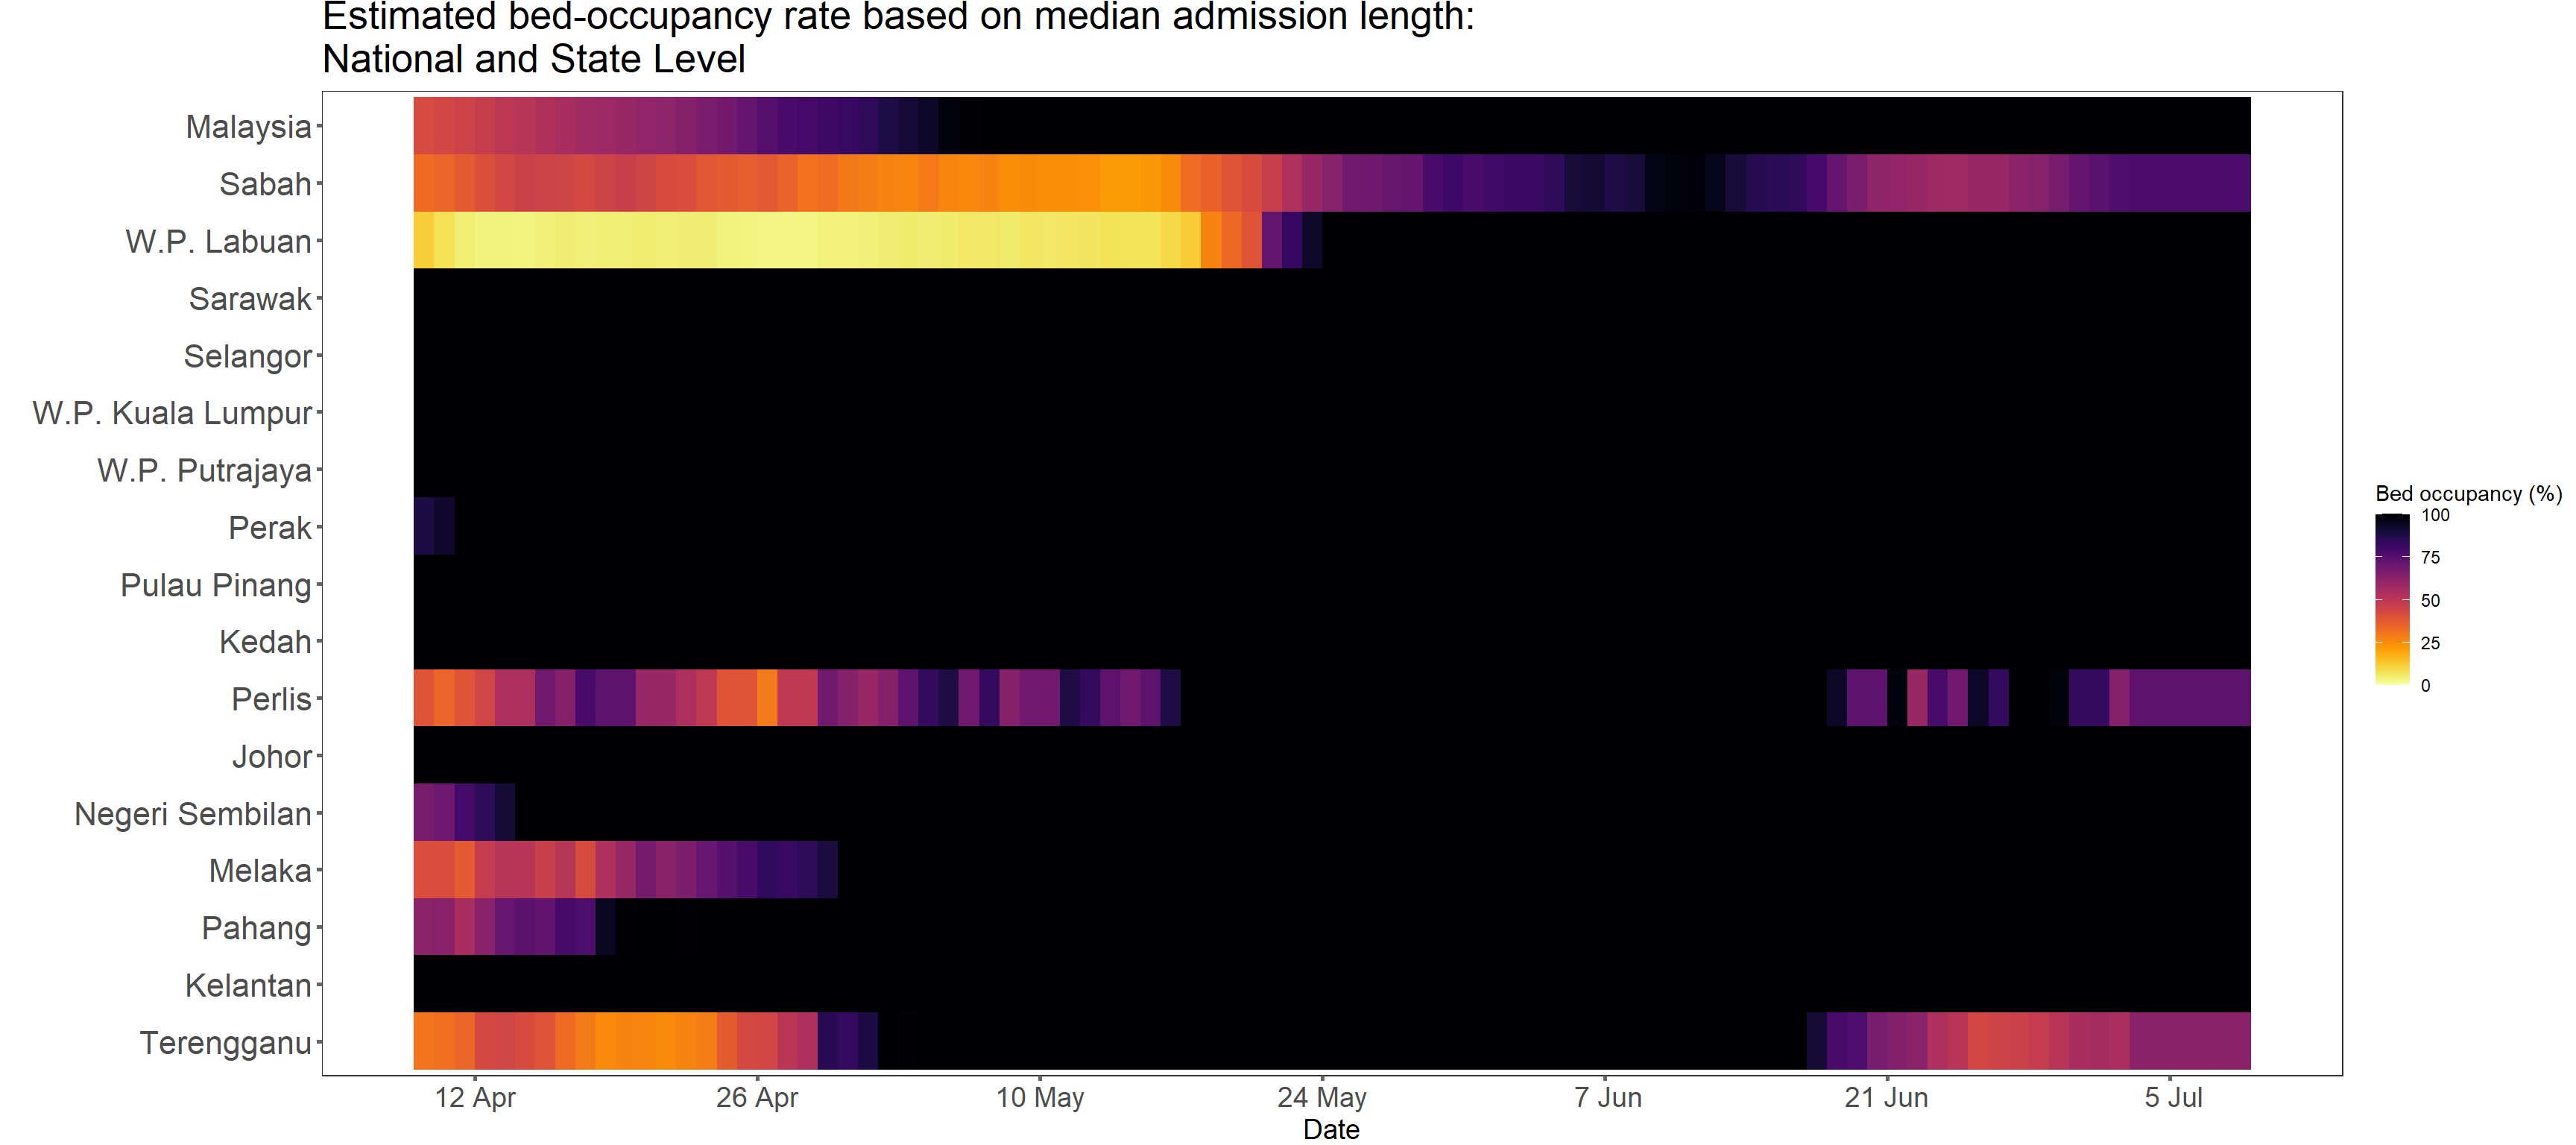 Estimated bed-occupancy rate based on median admission length:
National and State Level
Malaysia
Sabah
W.P. Labuan
Sarawak
Selangor
W.P. Kuala Lumpur
W.P. Putrajaya
Perak
Pulau Pinang
Kedah
Perlis
Johor
Negeri Sembilan
Melaka
Pahang
Kelantan
Terengganu
12 Apr
26 Apr
10 May
24 May
7 Jun
21 Jun
5 Jul
Date
Bed occupancy (%)
100
75
50
25
0